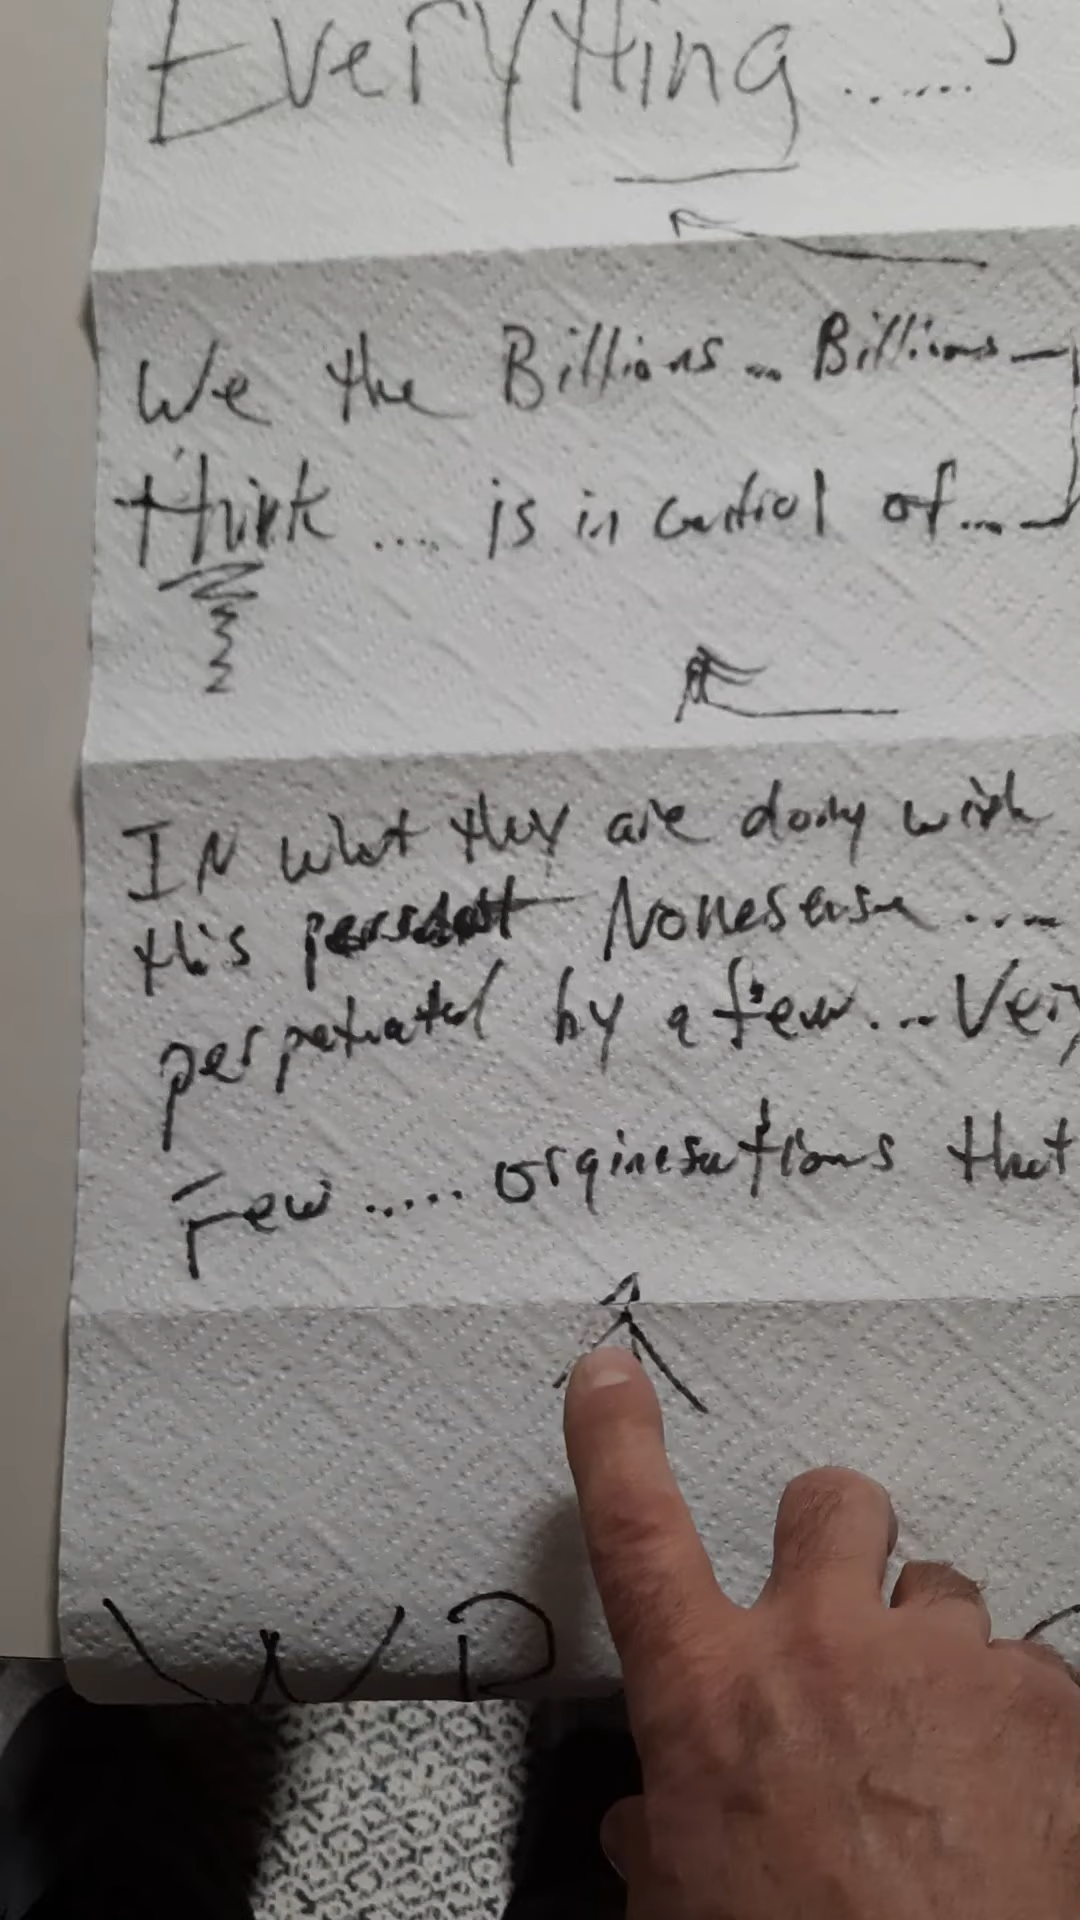 Everything .......
We the Billions... Billions
think .... is in control of....
IN what they are doing with
this Nonesense ....
perpetuated by a few... Very
Few ..... orginesations that